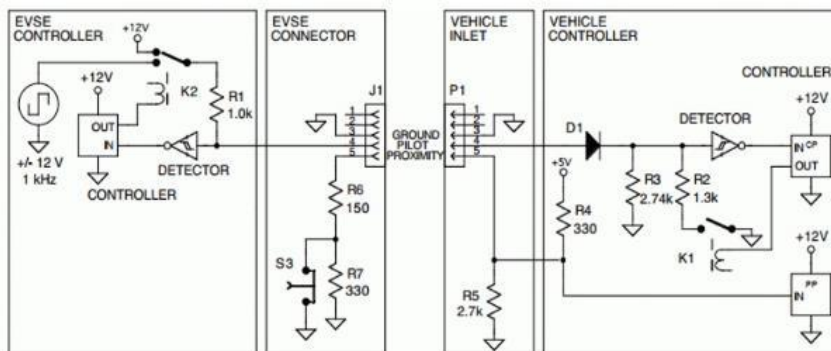 EVSE
CONTROLLER
+12V
+12V
K2
R1
1.0k
OUT
IN
DETECTOR
+/- 12 V
1 kHz
CONTROLLER
EVSE
CONNECTOR
J1
1
2
3
4
5
R6
150
S3
R7
330
GROUND
PILOT
PROXIMITY
VEHICLE
INLET
P1
1
2
3
4
5
R5
2.7k
VEHICLE
CONTROLLER
CONTROLLER
+12V
DETECTOR
D1
IN CP
OUT
+5V
R3
2.74k
R2
1.3k
R4
330
K1
+12V
PP
IN